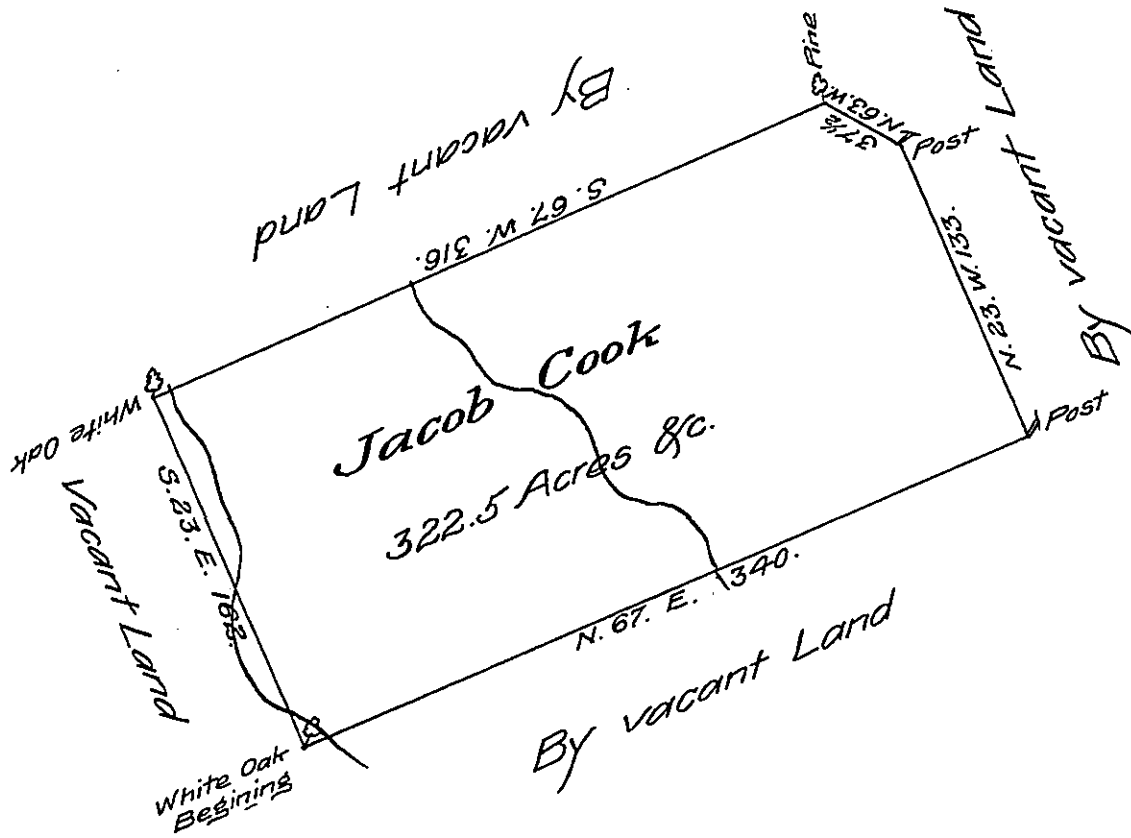 By vacant Land
S. 67. W. 316.
Pine
N. 63. W.
37½
Post
By vacant Land
N. 23. W. 133.
Post
White Oak
Vacant Land
S. 23. E. 162.
Jacob Cook
322.5 Acres &c.
N. 67. E. 340.
By vacant Land
White Oak
Begining